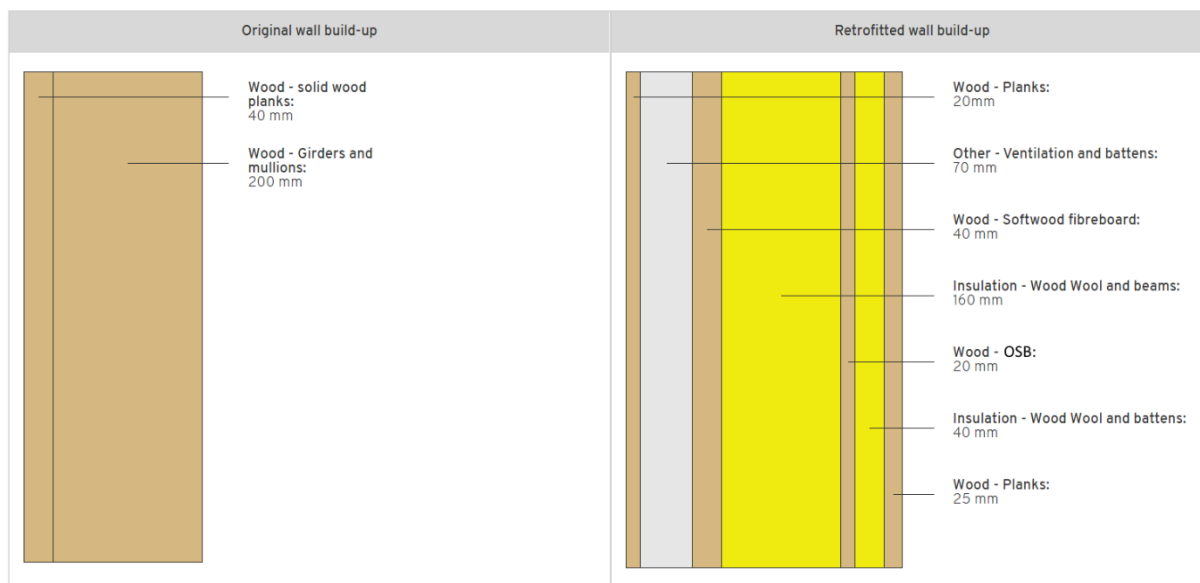 Original wall build-up
Retrofitted wall build-up
Wood - solid wood
planks:
40 mm
Wood - Girders and
mullions:
200 mm
Wood - Planks:
20mm
Other - Ventilation and battens:
70 mm
Wood - Softwood fibreboard:
40 mm
Insulation - Wood Wool and beams:
160 mm
Wood - OSB:
20 mm
Insulation - Wood Wool and battens:
40 mm
Wood - Planks:
25 mm